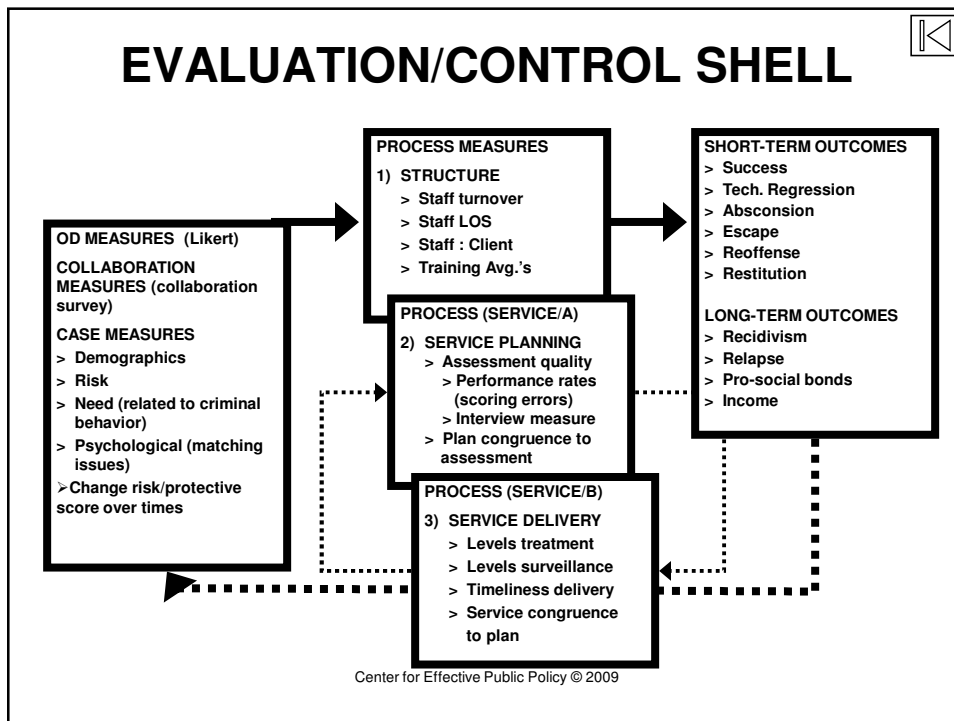 EVALUATION/CONTROL SHELL
OD MEASURES (Likert)
COLLABORATION
MEASURES (collaboration
survey)
CASE MEASURES
> Demographics
> Risk
> Need (related to criminal
behavior)
> Psychological (matching
issues)
➢Change risk/protective
score over times
PROCESS MEASURES
1) STRUCTURE
> Staff turnover
> Staff LOS
> Staff : Client
> Training Avg.'s
PROCESS (SERVICE/A)
2) SERVICE PLANNING
> Assessment quality
> Performance rates
(scoring errors)
> Interview measure
> Plan congruence to
assessment
PROCESS (SERVICE/B)
3) SERVICE DELIVERY
> Levels treatment
> Levels surveillance
> Timeliness delivery
> Service congruence
to plan
SHORT-TERM OUTCOMES
> Success
> Tech. Regression
> Absconsion
> Escape
> Reoffense
> Restitution
LONG-TERM OUTCOMES
> Recidivism
> Relapse
> Pro-social bonds
> Income
Center for Effective Public Policy © 2009